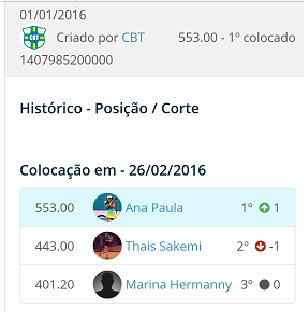 01/01/2016
CBT Criado por CBT 553.00 - 1º colocado
1407985200000
Histórico - Posição / Corte
Colocação em - 26/02/2016
553.00 Ana Paula 1º 1
443.00 Thais Sakemi 2º -1
401.20 Marina Hermanny 3º 0